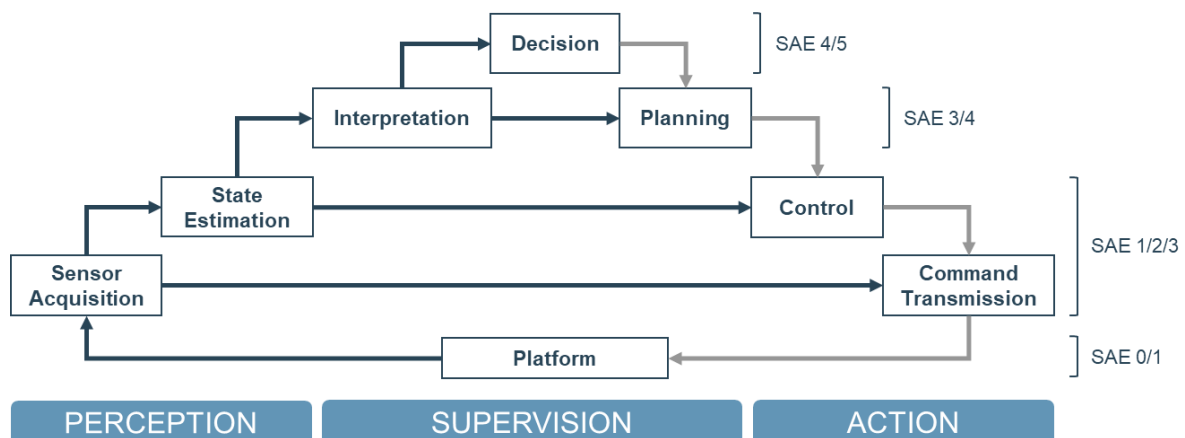 Decision
SAE 4/5
Interpretation
Planning
SAE 3/4
State
Estimation
Control
SAE 1/2/3
Sensor
Acquisition
Command
Transmission
Platform
SAE 0/1
PERCEPTION
SUPERVISION
ACTION